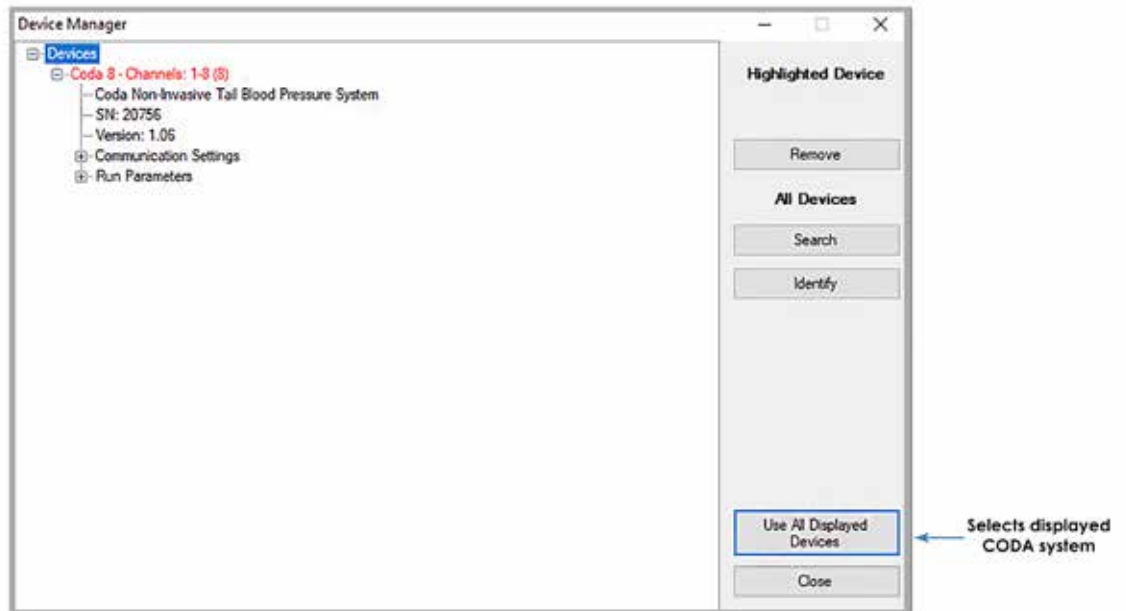 Device Manager
Devices
Coda 8 - Channels: 1-8 (8)
Coda Non-Invasive Tail Blood Pressure System
SN: 20756
Version: 1.06
Communication Settings
Run Parameters
Highlighted Device
Remove
All Devices
Search
Identify
Use All Displayed
Devices
Close
Selects displayed
CODA system